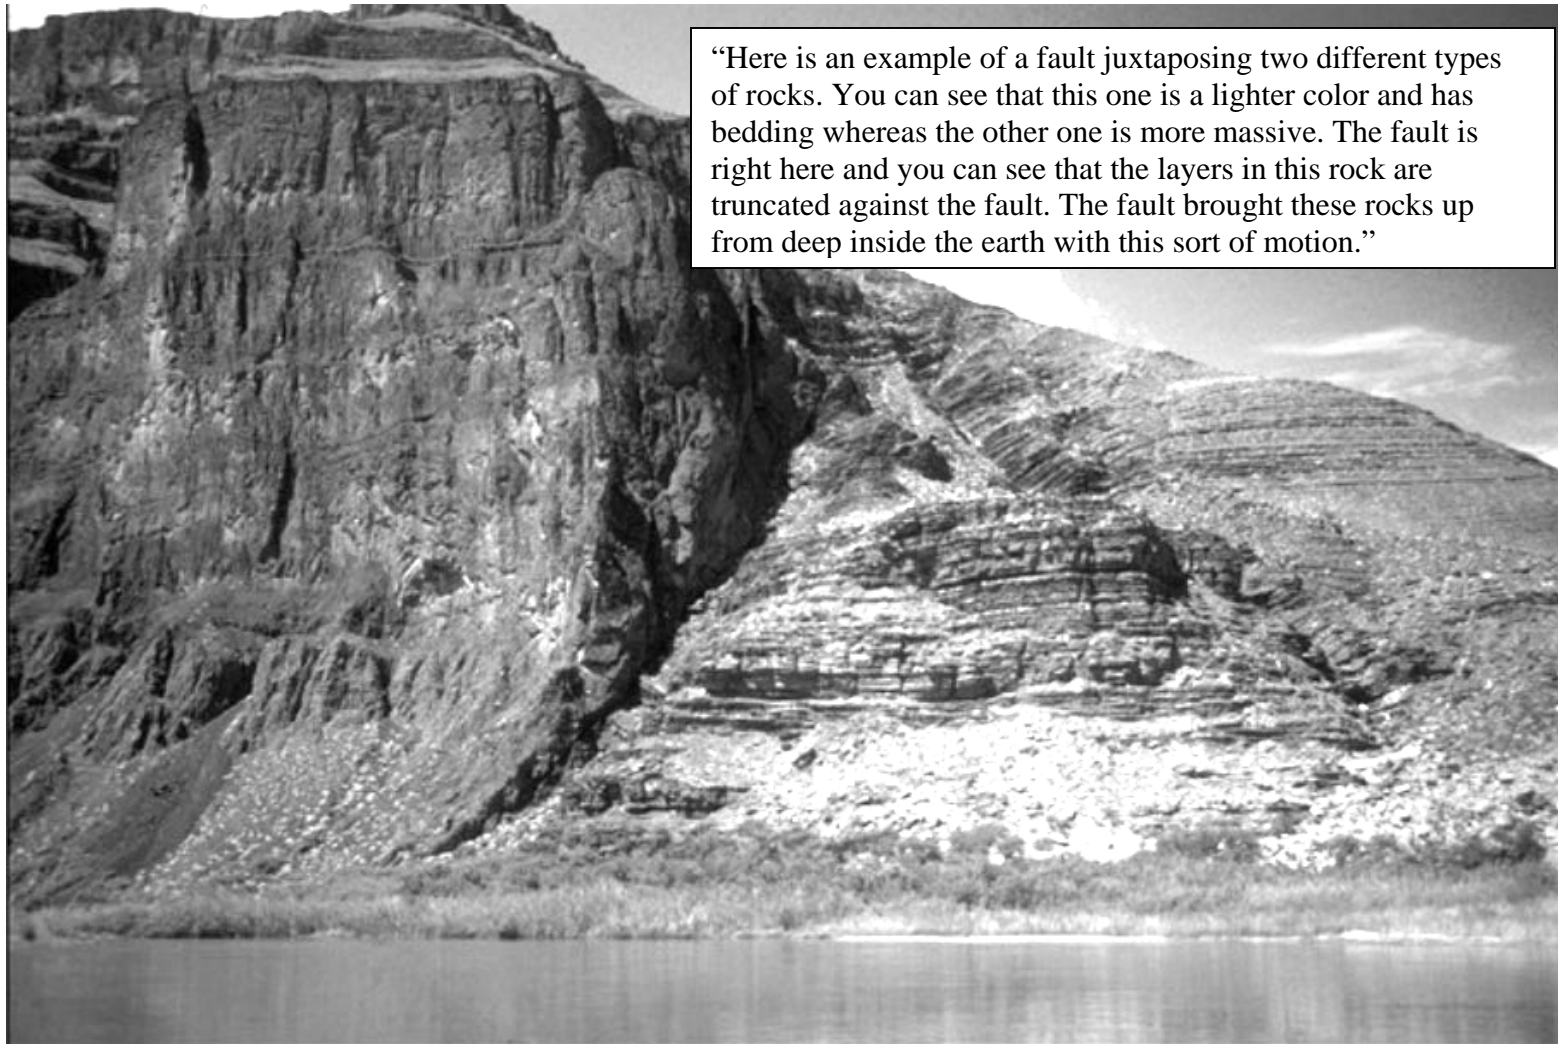 “Here is an example of a fault juxtaposing two different types
of rocks. You can see that this one is a lighter color and has
bedding whereas the other one is more massive. The fault is
right here and you can see that the layers in this rock are
truncated against the fault. The fault brought these rocks up
from deep inside the earth with this sort of motion.”